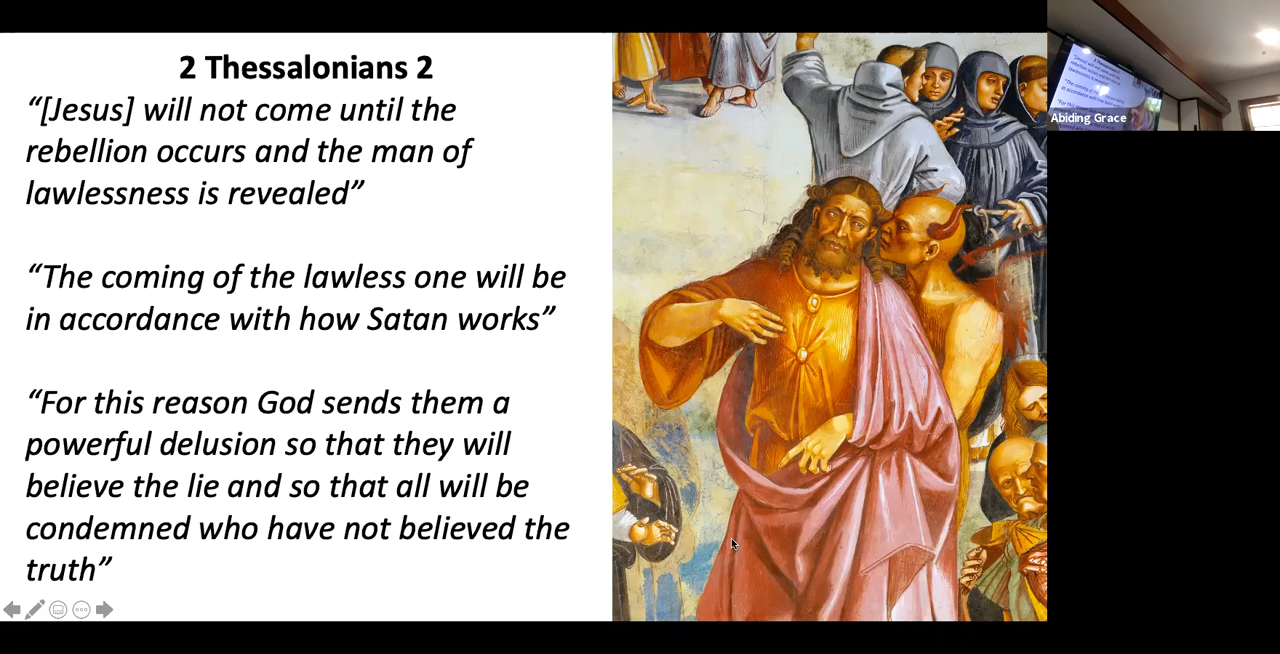 2 Thessalonians 2
“[Jesus] will not come until the
rebellion occurs and the man of
lawlessness is revealed”
“The coming of the lawless one will be
in accordance with how Satan works”
“For this reason God sends them a
powerful delusion so that they will
believe the lie and so that all will be
condemned who have not believed the
truth”
Abiding Grace